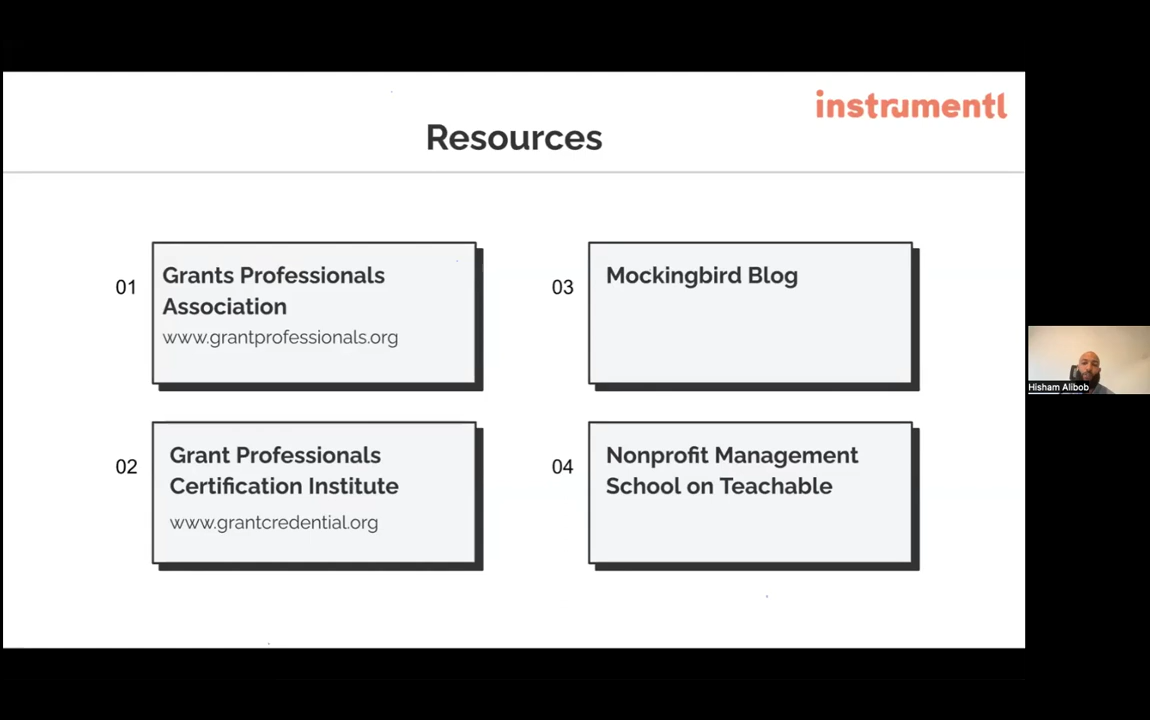 instrumentl
Resources
01
Grants Professionals
Association
www.grantprofessionals.org
02
Grant Professionals
Certification Institute
www.grantcredential.org
03
Mockingbird Blog
04
Nonprofit Management
School on Teachable
Hisham Allbob